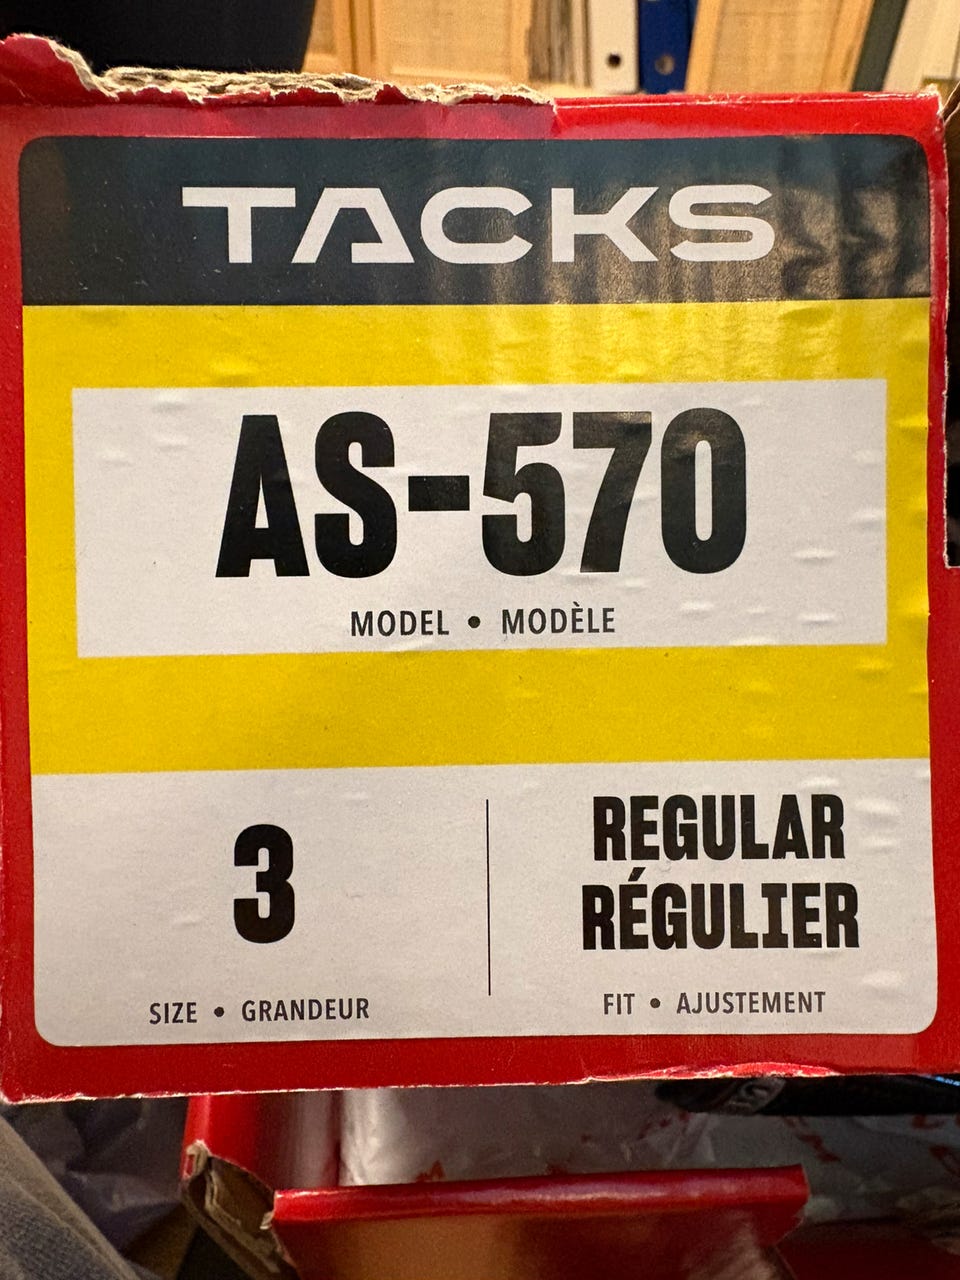 TACKS
AS-570
MODEL • MODÈLE
3
SIZE • GRANDEUR
REGULAR
RÉGULIER
FIT • AJUSTEMENT